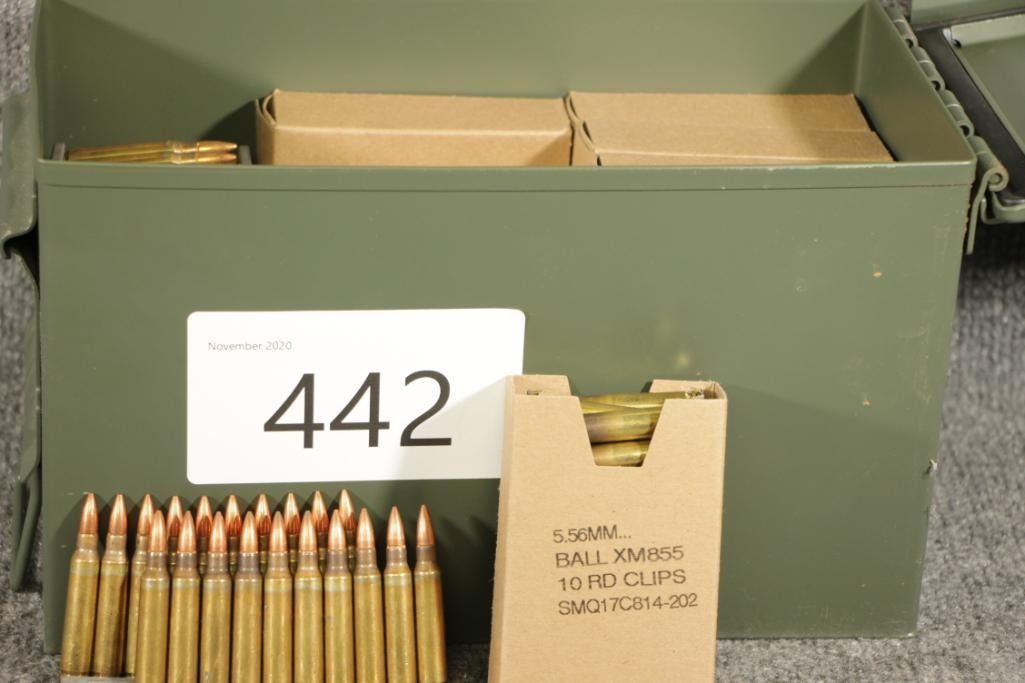 November 2020
442
5.56MM...
BALL XM855
10 RD CLIPS
SMQ17C814-202